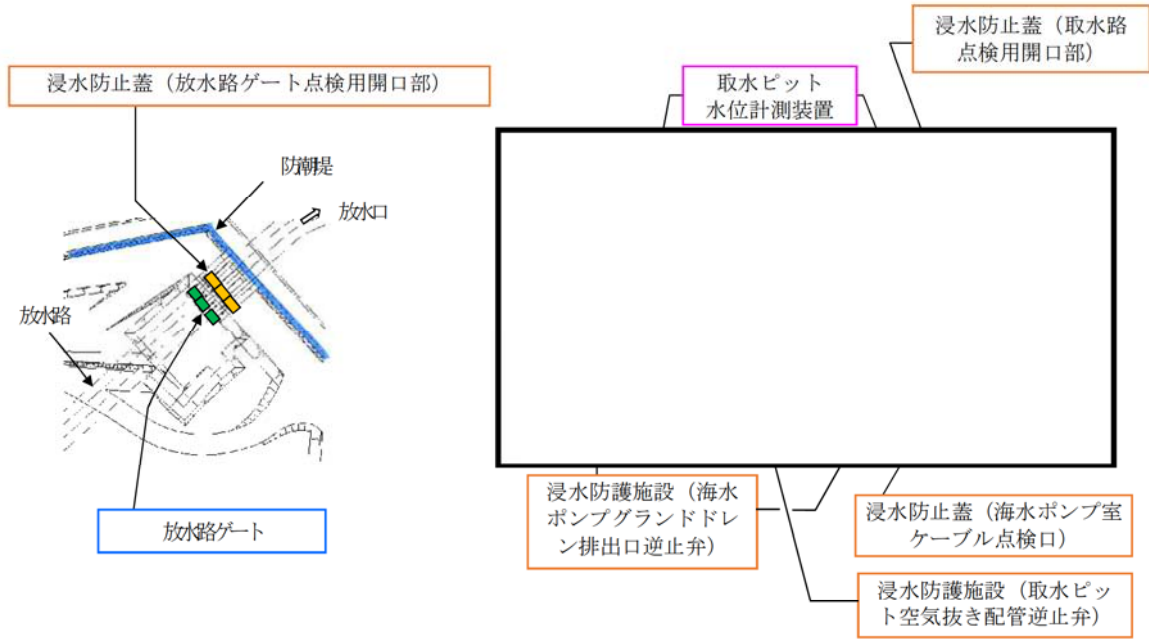 浸水防止蓋（取水路
点検用開口部）
浸水防止蓋（放水路ゲート点検用開口部）
取水ピット
水位計測装置
防潮堤
放水口
放水路
放水路ゲート
浸水防護施設（海水
ポンプグランドドレ
ン排出口逆止弁）
浸水防止蓋（海水ポンプ室
ケーブル点検口）
浸水防護施設（取水ピッ
ト空気抜き配管逆止弁）